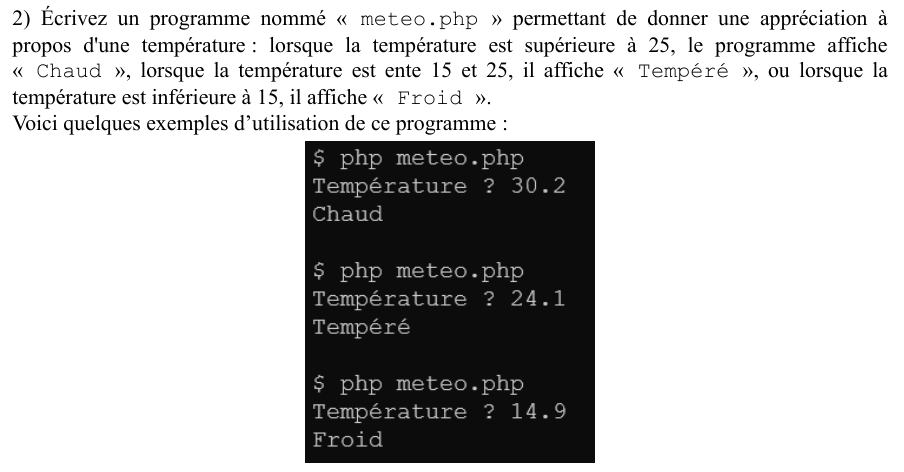 2) Écrivez un programme nommé « meteo.php » permettant de donner une appréciation à
propos d'une température : lorsque la température est supérieure à 25, le programme affiche
« Chaud », lorsque la température est ente 15 et 25, il affiche « Tempéré », ou lorsque la
température est inférieure à 15, il affiche « Froid ».
Voici quelques exemples d’utilisation de ce programme :
$ php meteo.php
Température ? 30.2
Chaud
$ php meteo.php
Température ? 24.1
Tempéré
$ php meteo.php
Température ? 14.9
Froid